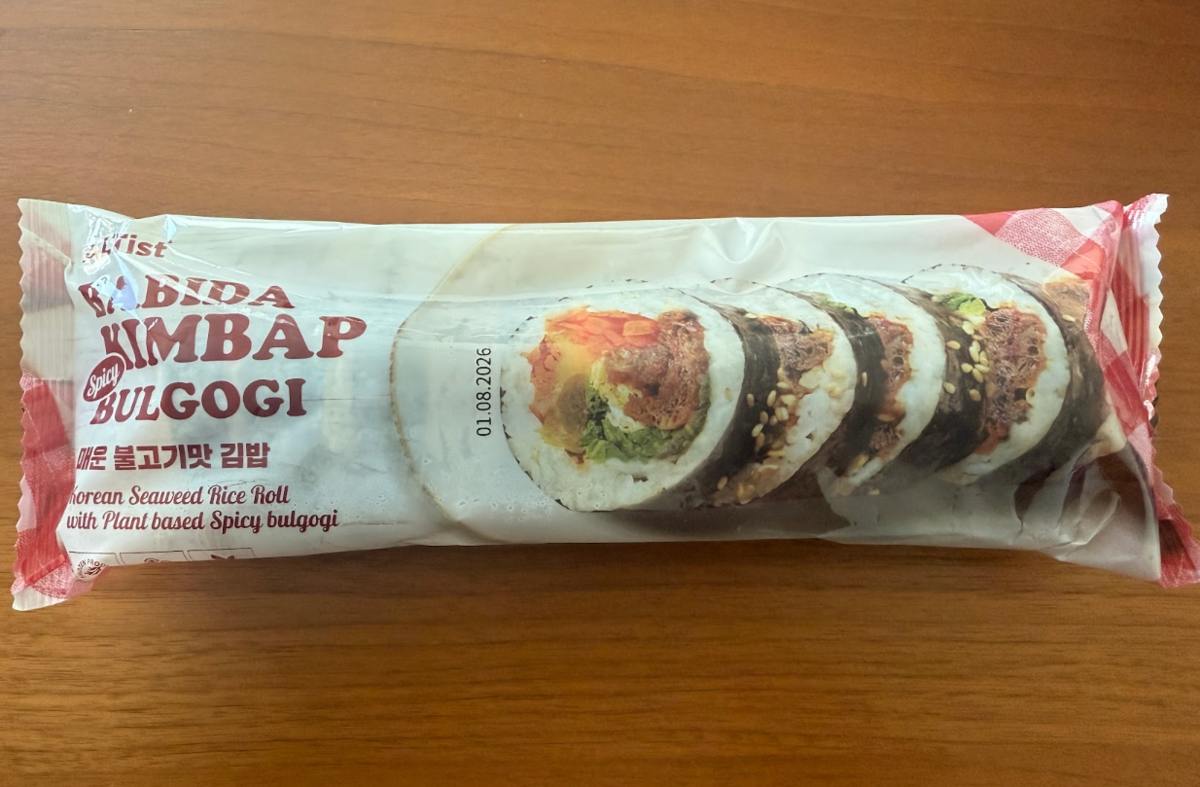 BABIDA
KIMBAP
Spicy
BULGOGI
매운 불고기맛 김밥
Korean Seaweed Rice Roll
with Plant based Spicy bulgogi
01.08.2026